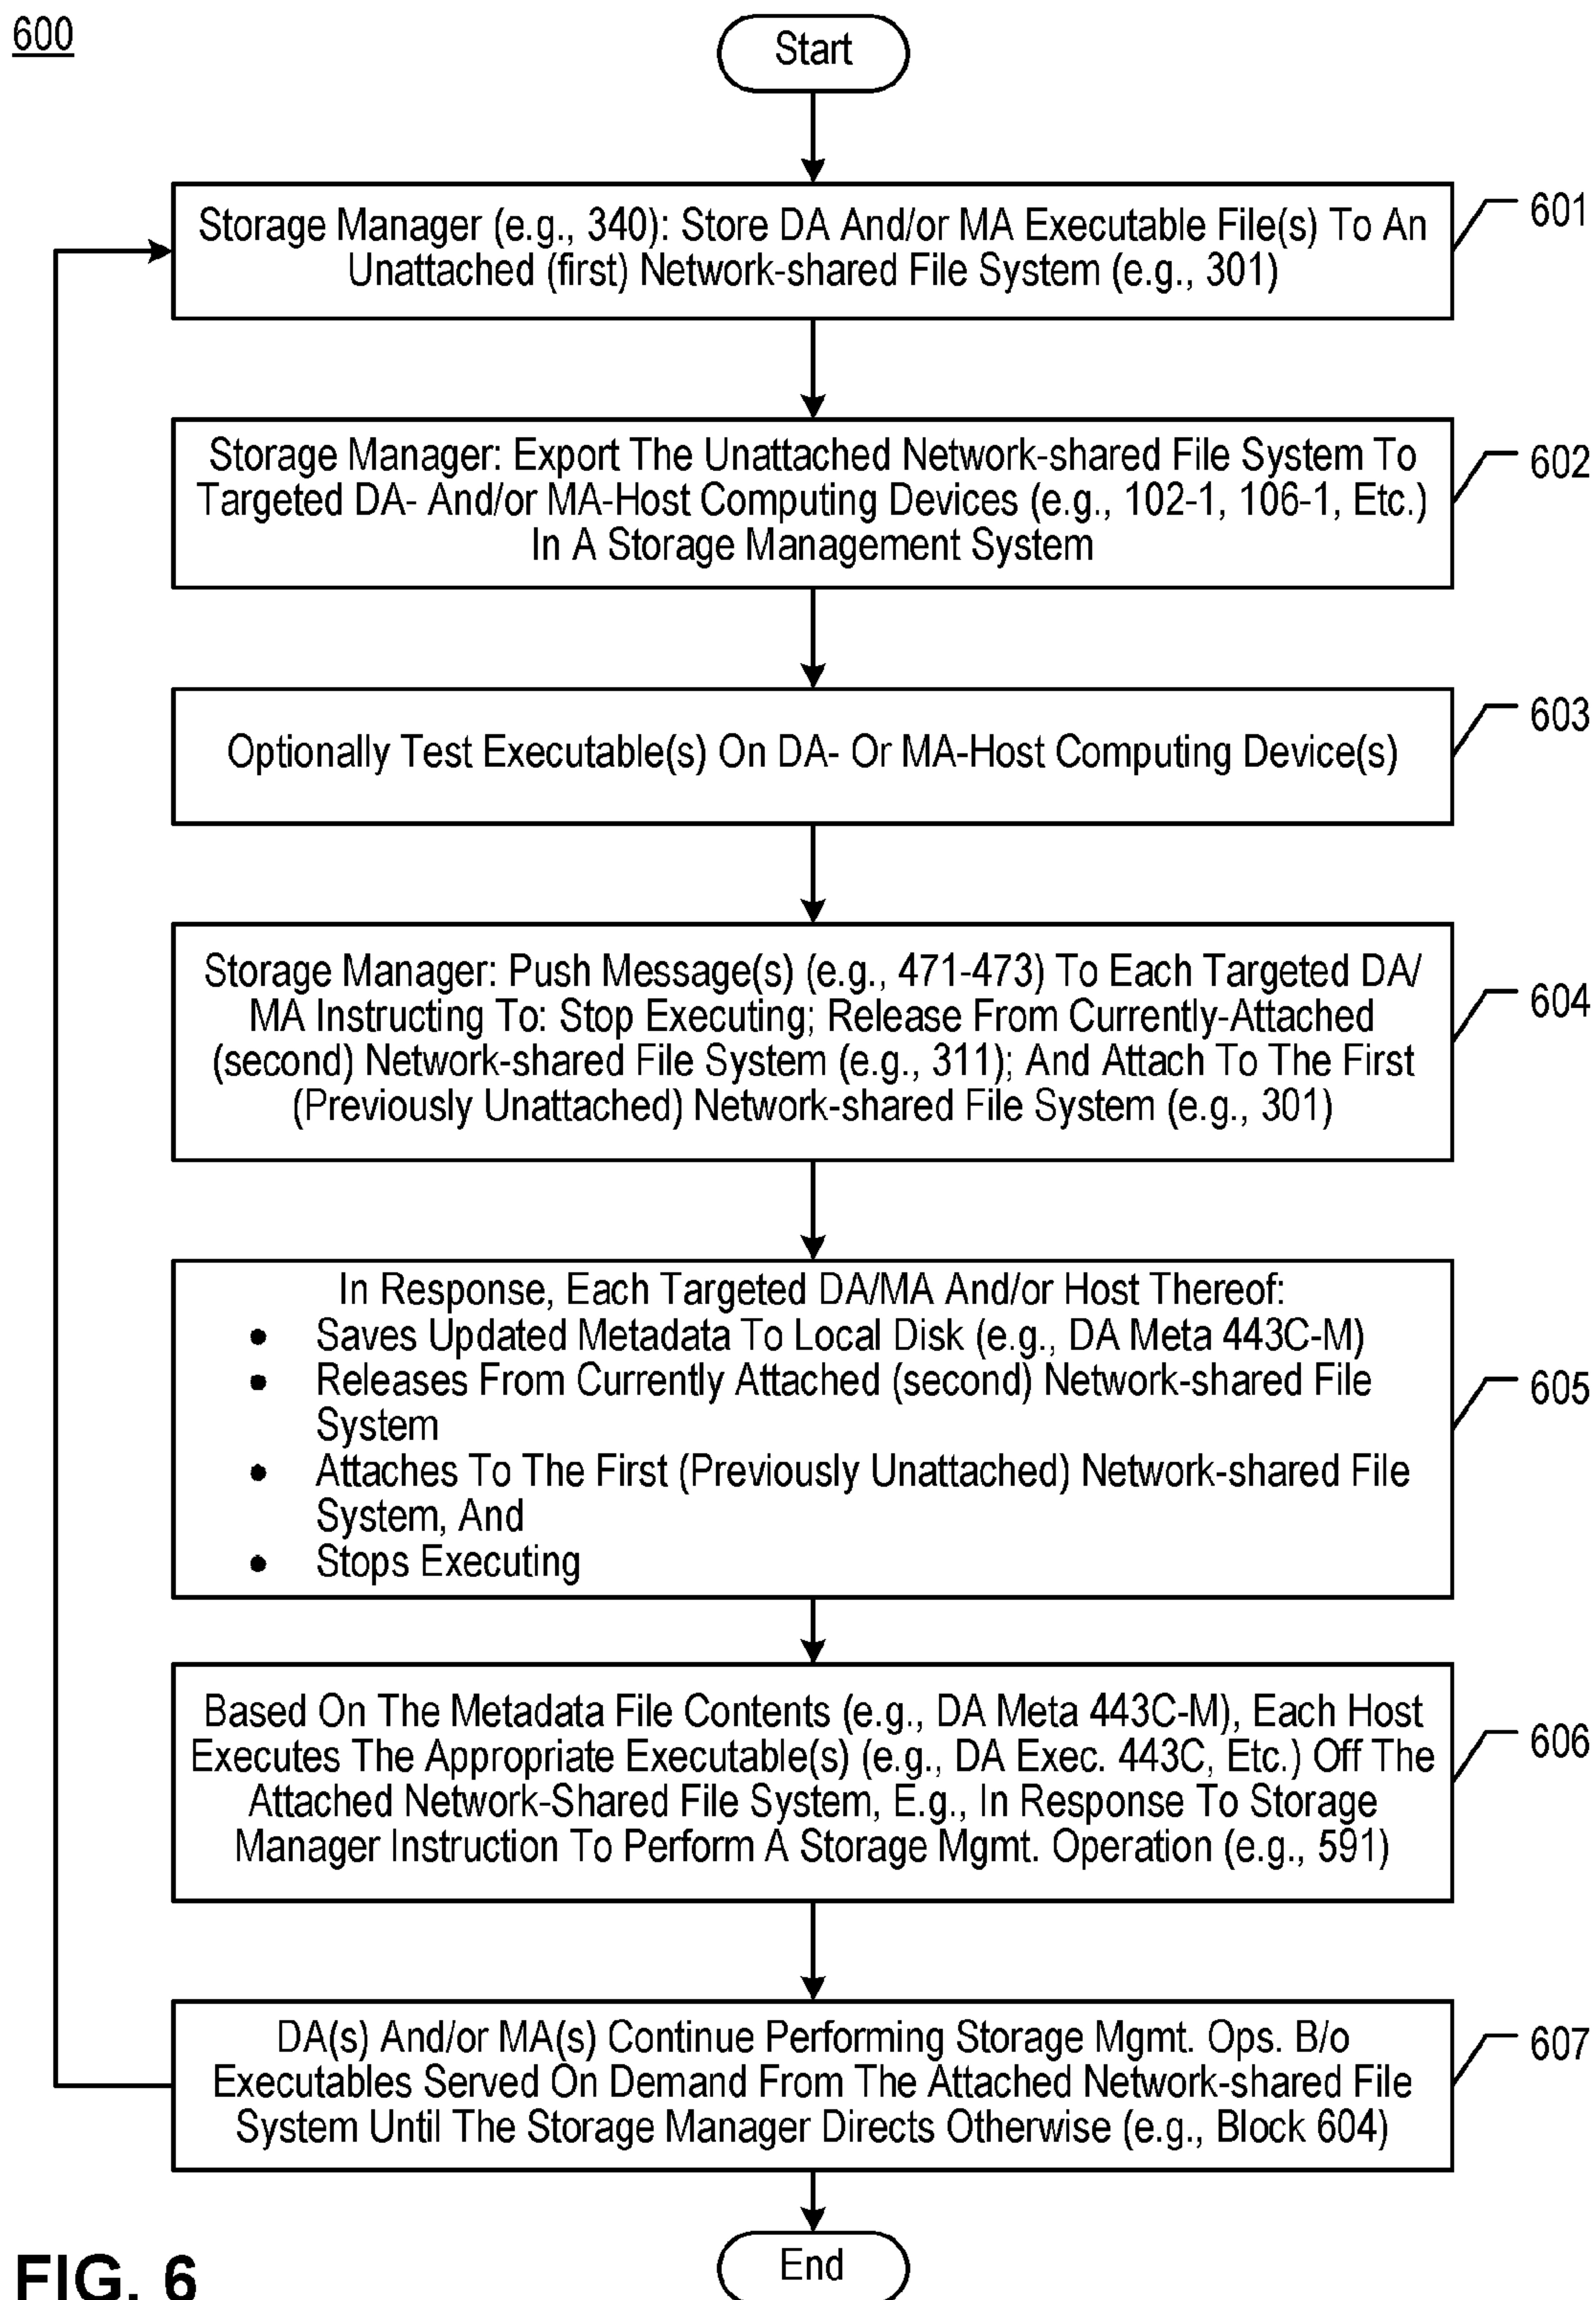 600
Start
Storage Manager (e.g., 340): Store DA And/or MA Executable File(s) To An
Unattached (first) Network-shared File System (e.g., 301)
601
Storage Manager: Export The Unattached Network-shared File System To
Targeted DA- And/or MA-Host Computing Devices (e.g., 102-1, 106-1, Etc.)
In A Storage Management System
602
Optionally Test Executable(s) On DA- Or MA-Host Computing Device(s)
603
Storage Manager: Push Message(s) (e.g., 471-473) To Each Targeted DA/
MA Instructing To: Stop Executing; Release From Currently-Attached
(second) Network-shared File System (e.g., 311); And Attach To The First
(Previously Unattached) Network-shared File System (e.g., 301)
604
In Response, Each Targeted DA/MA And/or Host Thereof:
• Saves Updated Metadata To Local Disk (e.g., DA Meta 443C-M)
• Releases From Currently Attached (second) Network-shared File
System
• Attaches To The First (Previously Unattached) Network-shared File
System, And
• Stops Executing
605
Based On The Metadata File Contents (e.g., DA Meta 443C-M), Each Host
Executes The Appropriate Executable(s) (e.g., DA Exec. 443C, Etc.) Off The
Attached Network-Shared File System, E.g., In Response To Storage
Manager Instruction To Perform A Storage Mgmt. Operation (e.g., 591)
606
DA(s) And/or MA(s) Continue Performing Storage Mgmt. Ops. B/o
Executables Served On Demand From The Attached Network-shared File
System Until The Storage Manager Directs Otherwise (e.g., Block 604)
607
End
FIG. 6